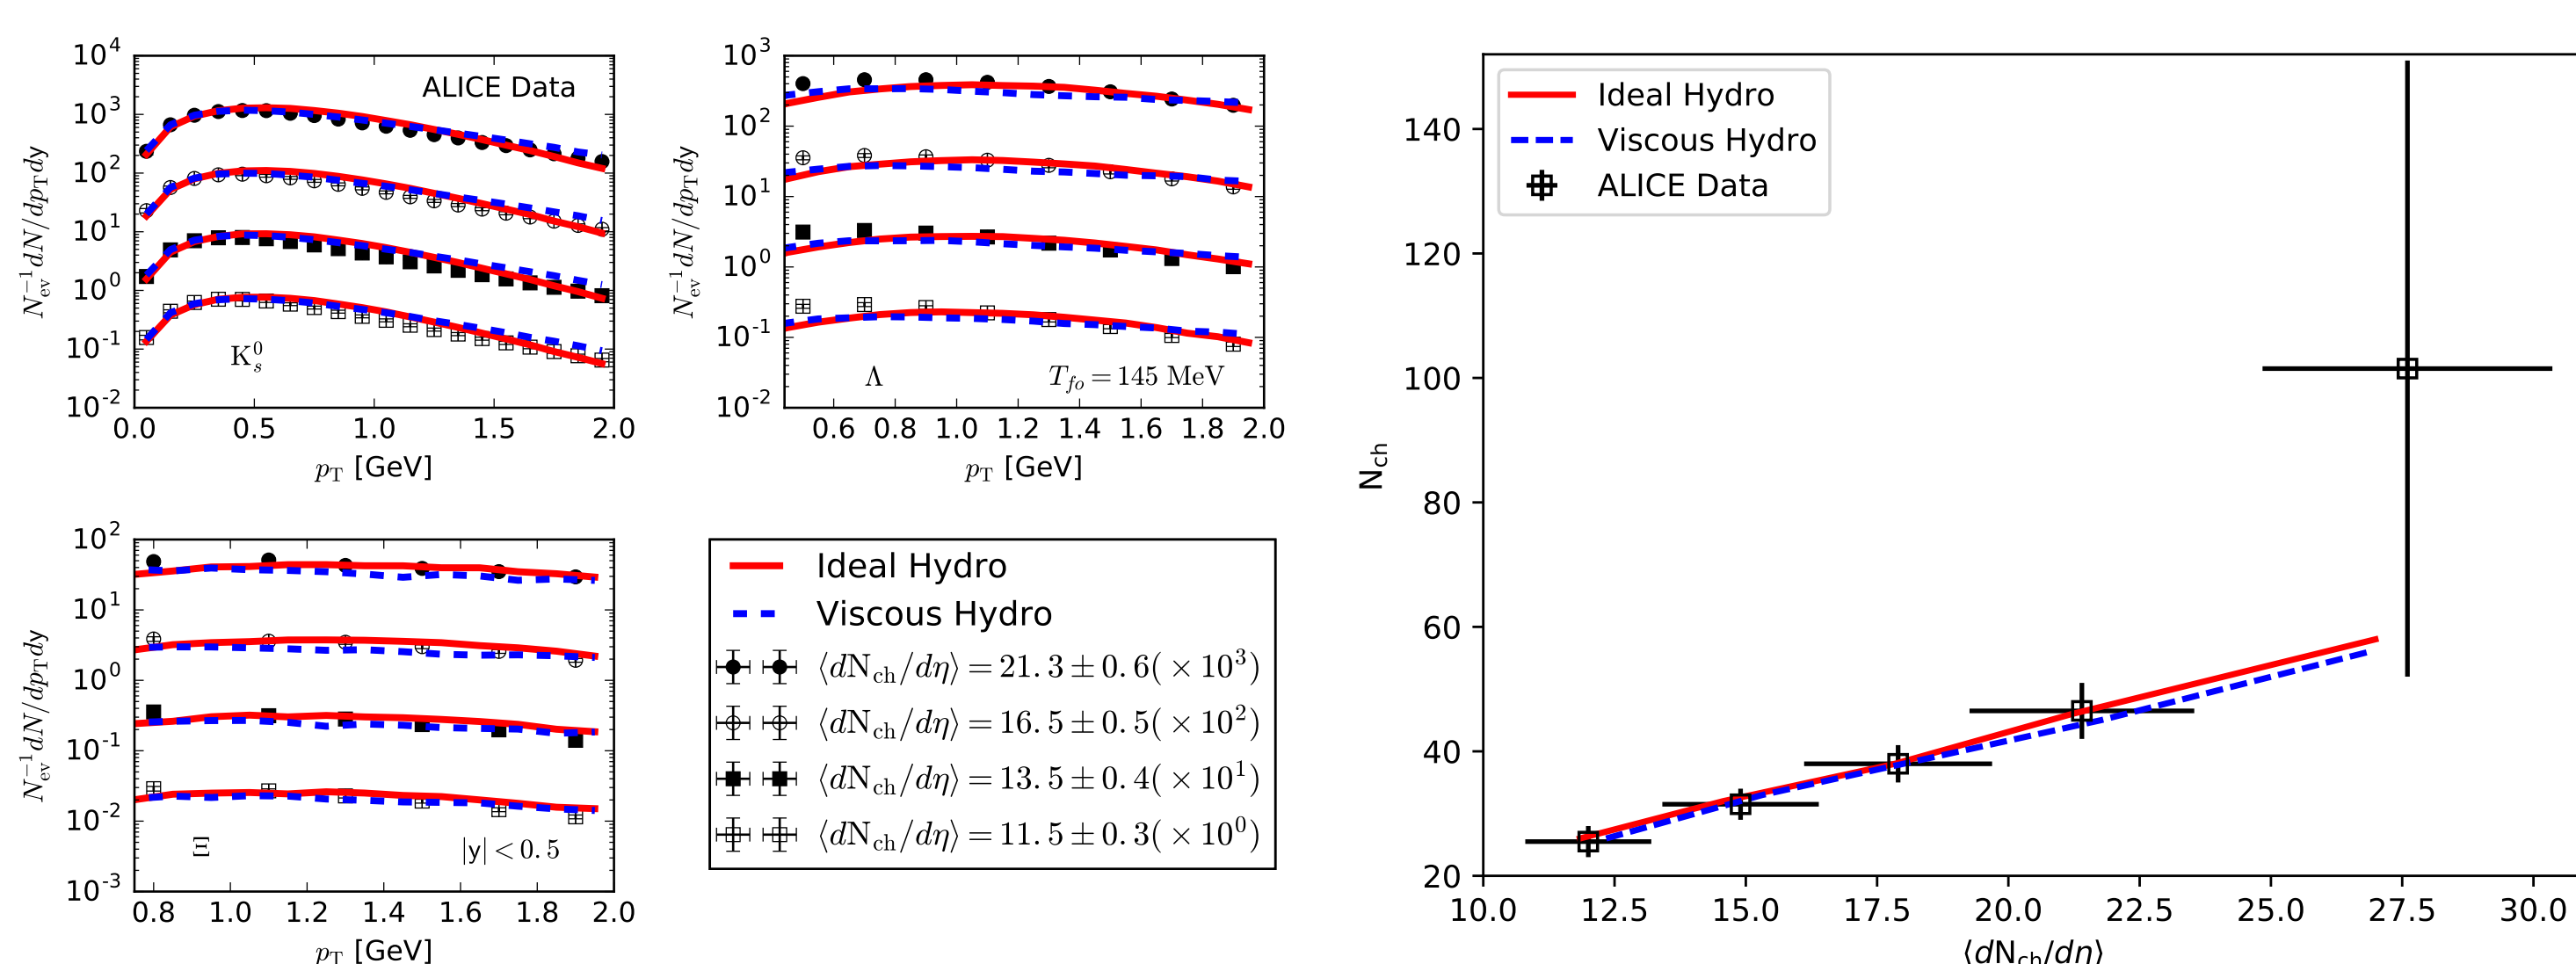 10^4
10^3
10^2
10^1
10^0
10^-1
10^-2
N_ev^-1 dN/dp_T dy
ALICE Data
K_s^0
0.0 0.5 1.0 1.5 2.0
p_T [GeV]
10^3
10^2
10^1
10^0
10^-1
10^-2
N_ev^-1 dN/dp_T dy
Λ
T_fo = 145 MeV
0.6 0.8 1.0 1.2 1.4 1.6 1.8 2.0
p_T [GeV]
10^2
10^1
10^0
10^-1
10^-2
10^-3
N_ev^-1 dN/dp_T dy
Ξ
|y| < 0.5
0.8 1.0 1.2 1.4 1.6 1.8 2.0
p_T [GeV]
Ideal Hydro
Viscous Hydro
⟨dN_ch/dη⟩ = 21.3 ± 0.6( × 10^3)
⟨dN_ch/dη⟩ = 16.5 ± 0.5( × 10^2)
⟨dN_ch/dη⟩ = 13.5 ± 0.4( × 10^1)
⟨dN_ch/dη⟩ = 11.5 ± 0.3( × 10^0)
Ideal Hydro
Viscous Hydro
ALICE Data
140
120
100
80
60
40
20
N_ch
10.0 12.5 15.0 17.5 20.0 22.5 25.0 27.5 30.0
⟨dN_ch/dη⟩